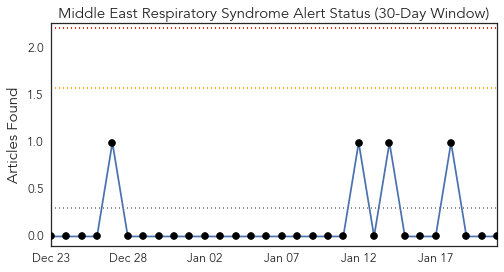 Middle East Respiratory Syndrome Alert Status (30-Day Window)
Articles Found
2.0
1.5
1.0
0.5
0.0
Dec 23 Dec 28 Jan 02 Jan 07 Jan 12 Jan 17